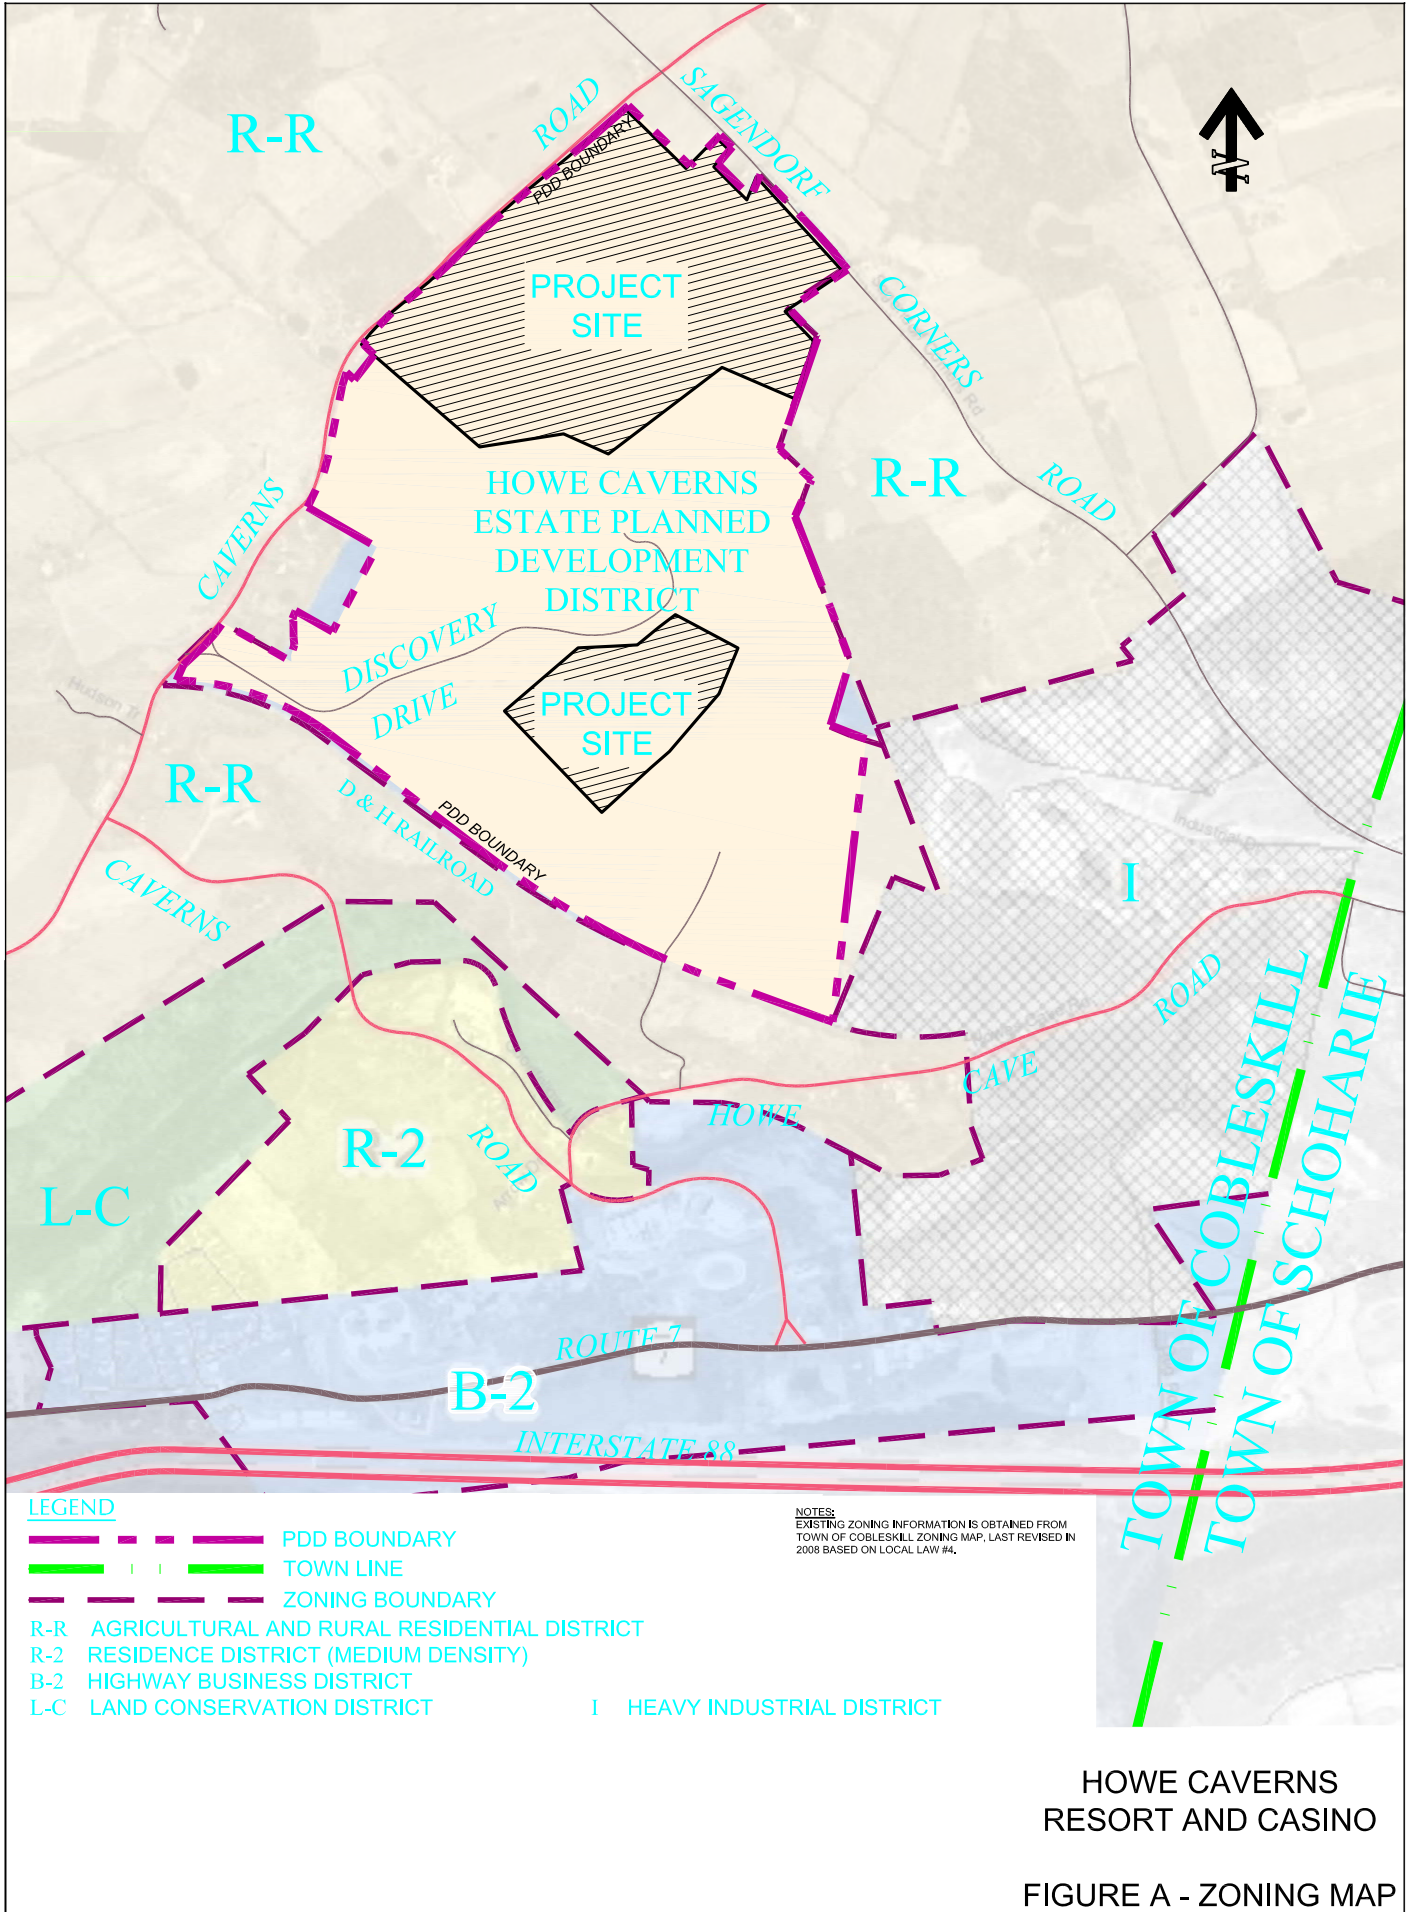 R-R
ROAD
SAGENDORF
PDD BOUNDARY
N
PROJECT
SITE
CORNERS
R-R
ROAD
HOWE CAVERNS
ESTATE PLANNED
DEVELOPMENT
DISTRICT
CAVERNS
DISCOVERY
DRIVE
PROJECT
SITE
Hudson Tr
R-R
D & H RAILROAD
PDD BOUNDARY
CAVERNS
I
ROAD
CAVE
HOWE
R-2
ROAD
L-C
TOWN OF COBLESKILL
TOWN OF SCHOHARIE
ROUTE 7
B-2
INTERSTATE 88
LEGEND
PDD BOUNDARY
TOWN LINE
ZONING BOUNDARY
R-R AGRICULTURAL AND RURAL RESIDENTIAL DISTRICT
R-2 RESIDENCE DISTRICT (MEDIUM DENSITY)
B-2 HIGHWAY BUSINESS DISTRICT
L-C LAND CONSERVATION DISTRICT
I HEAVY INDUSTRIAL DISTRICT
NOTES:
EXISTING ZONING INFORMATION IS OBTAINED FROM
TOWN OF COBLESKILL ZONING MAP, LAST REVISED IN
2008 BASED ON LOCAL LAW #4.
HOWE CAVERNS
RESORT AND CASINO
FIGURE A - ZONING MAP